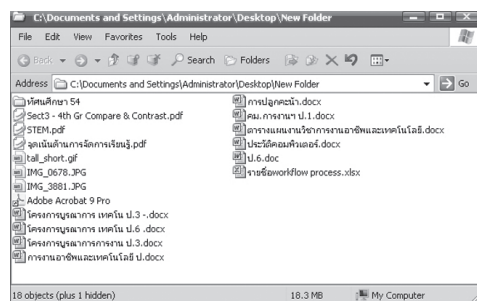 C:\Documents and Settings\Administrator\Desktop\New Folder
File Edit View Favorites Tools Help
Back Search Folders
Address C:\Documents and Settings\Administrator\Desktop\New Folder Go
ทัศนศึกษา 54
Sect3 - 4th Gr Compare & Contrast.pdf
STEM.pdf
จุดเน้นด้านการจัดการเรียนรู้.pdf
tall_short.gif
IMG_0678.JPG
IMG_3881.JPG
Adobe Acrobat 9 Pro
โครงการบูรณาการ เทคโน ป.3 -.docx
โครงการบูรณาการ เทคโน ป.6 .docx
โครงการบูรณาการการงาน ป.3.docx
การงานอาชีพและเทคโนโลยี ป.docx
การปลูกคะน้า.docx
คม.การงานฯ ป.1.docx
ตารางแผนงานวิชาการงานอาชีพและเทคโนโลยี.docx
ประวัติคอมพิวเตอร์.docx
ป.6.doc
รายชื่อworkflow process.xlsx
18 objects (plus 1 hidden) 18.3 MB My Computer